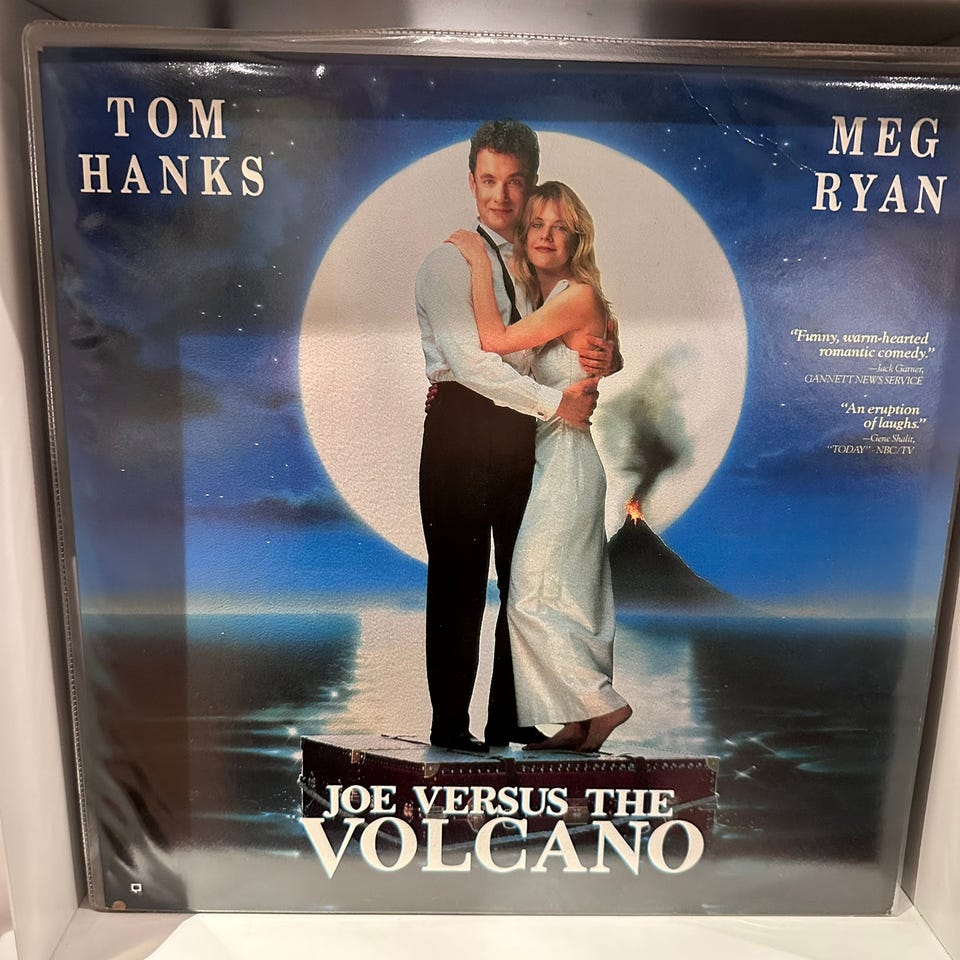 TOM
HANKS
MEG
RYAN
"Funny, warm-hearted
romantic comedy."
—Jack Garner,
GANNETT NEWS SERVICE
"An eruption
of laughs."
—Gene Shalit,
"TODAY" - NBC/TV
JOE VERSUS THE
VOLCANO